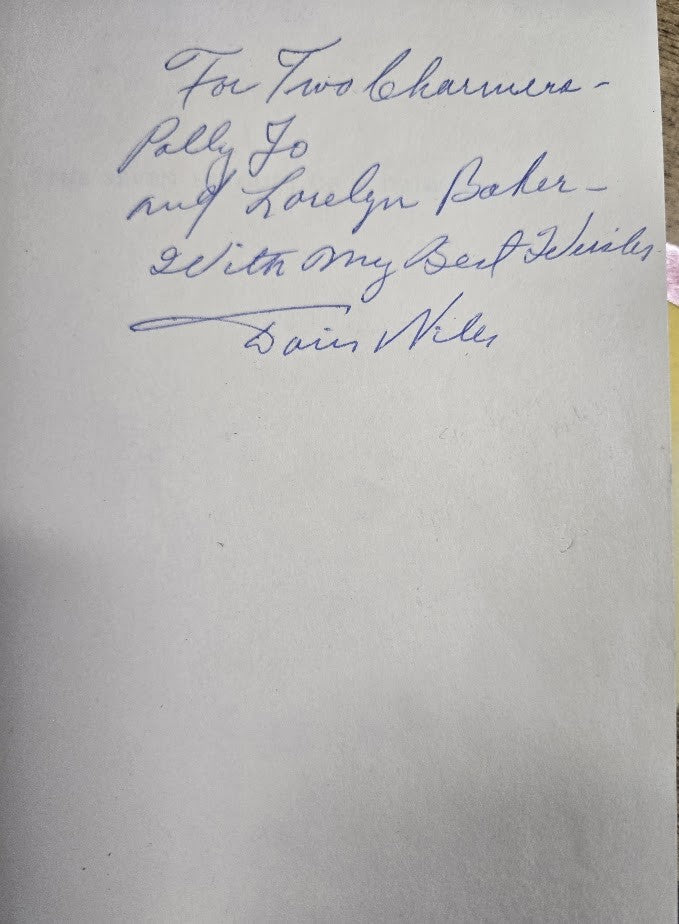 For Two Charmers -
Polly Jo
and Lorelyn Baker -
With My Best Wishes
Doris Niles